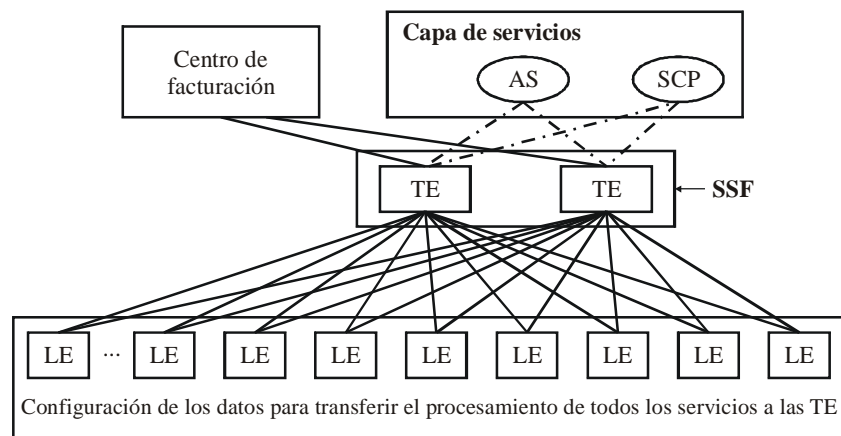 Capa de servicios
Centro de
facturación
AS
SCP
TE
TE
SSF
LE ... LE LE LE LE LE LE LE LE
Configuración de los datos para transferir el procesamiento de todos los servicios a las TE